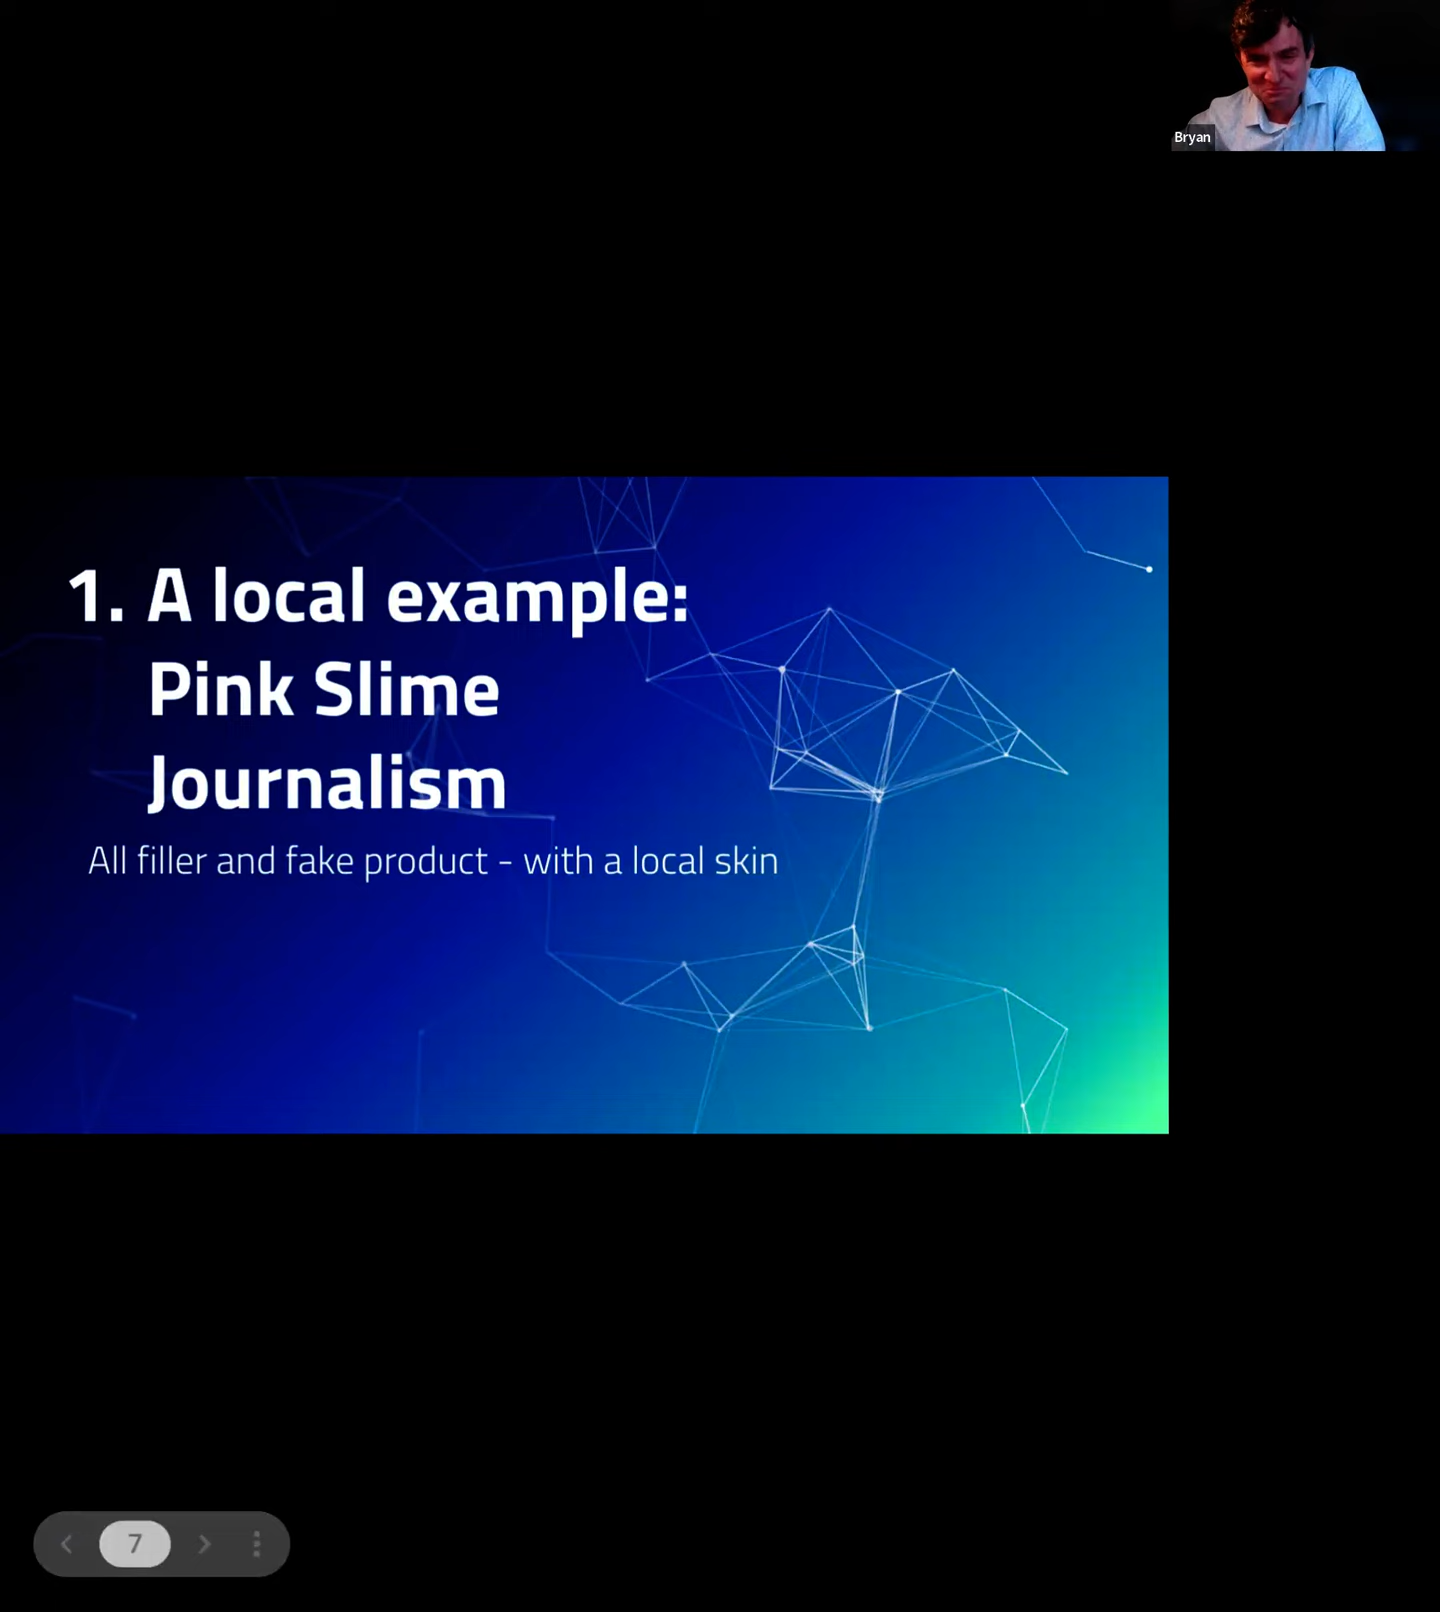 Bryan
1. A local example:
Pink Slime
Journalism
All filler and fake product - with a local skin
7